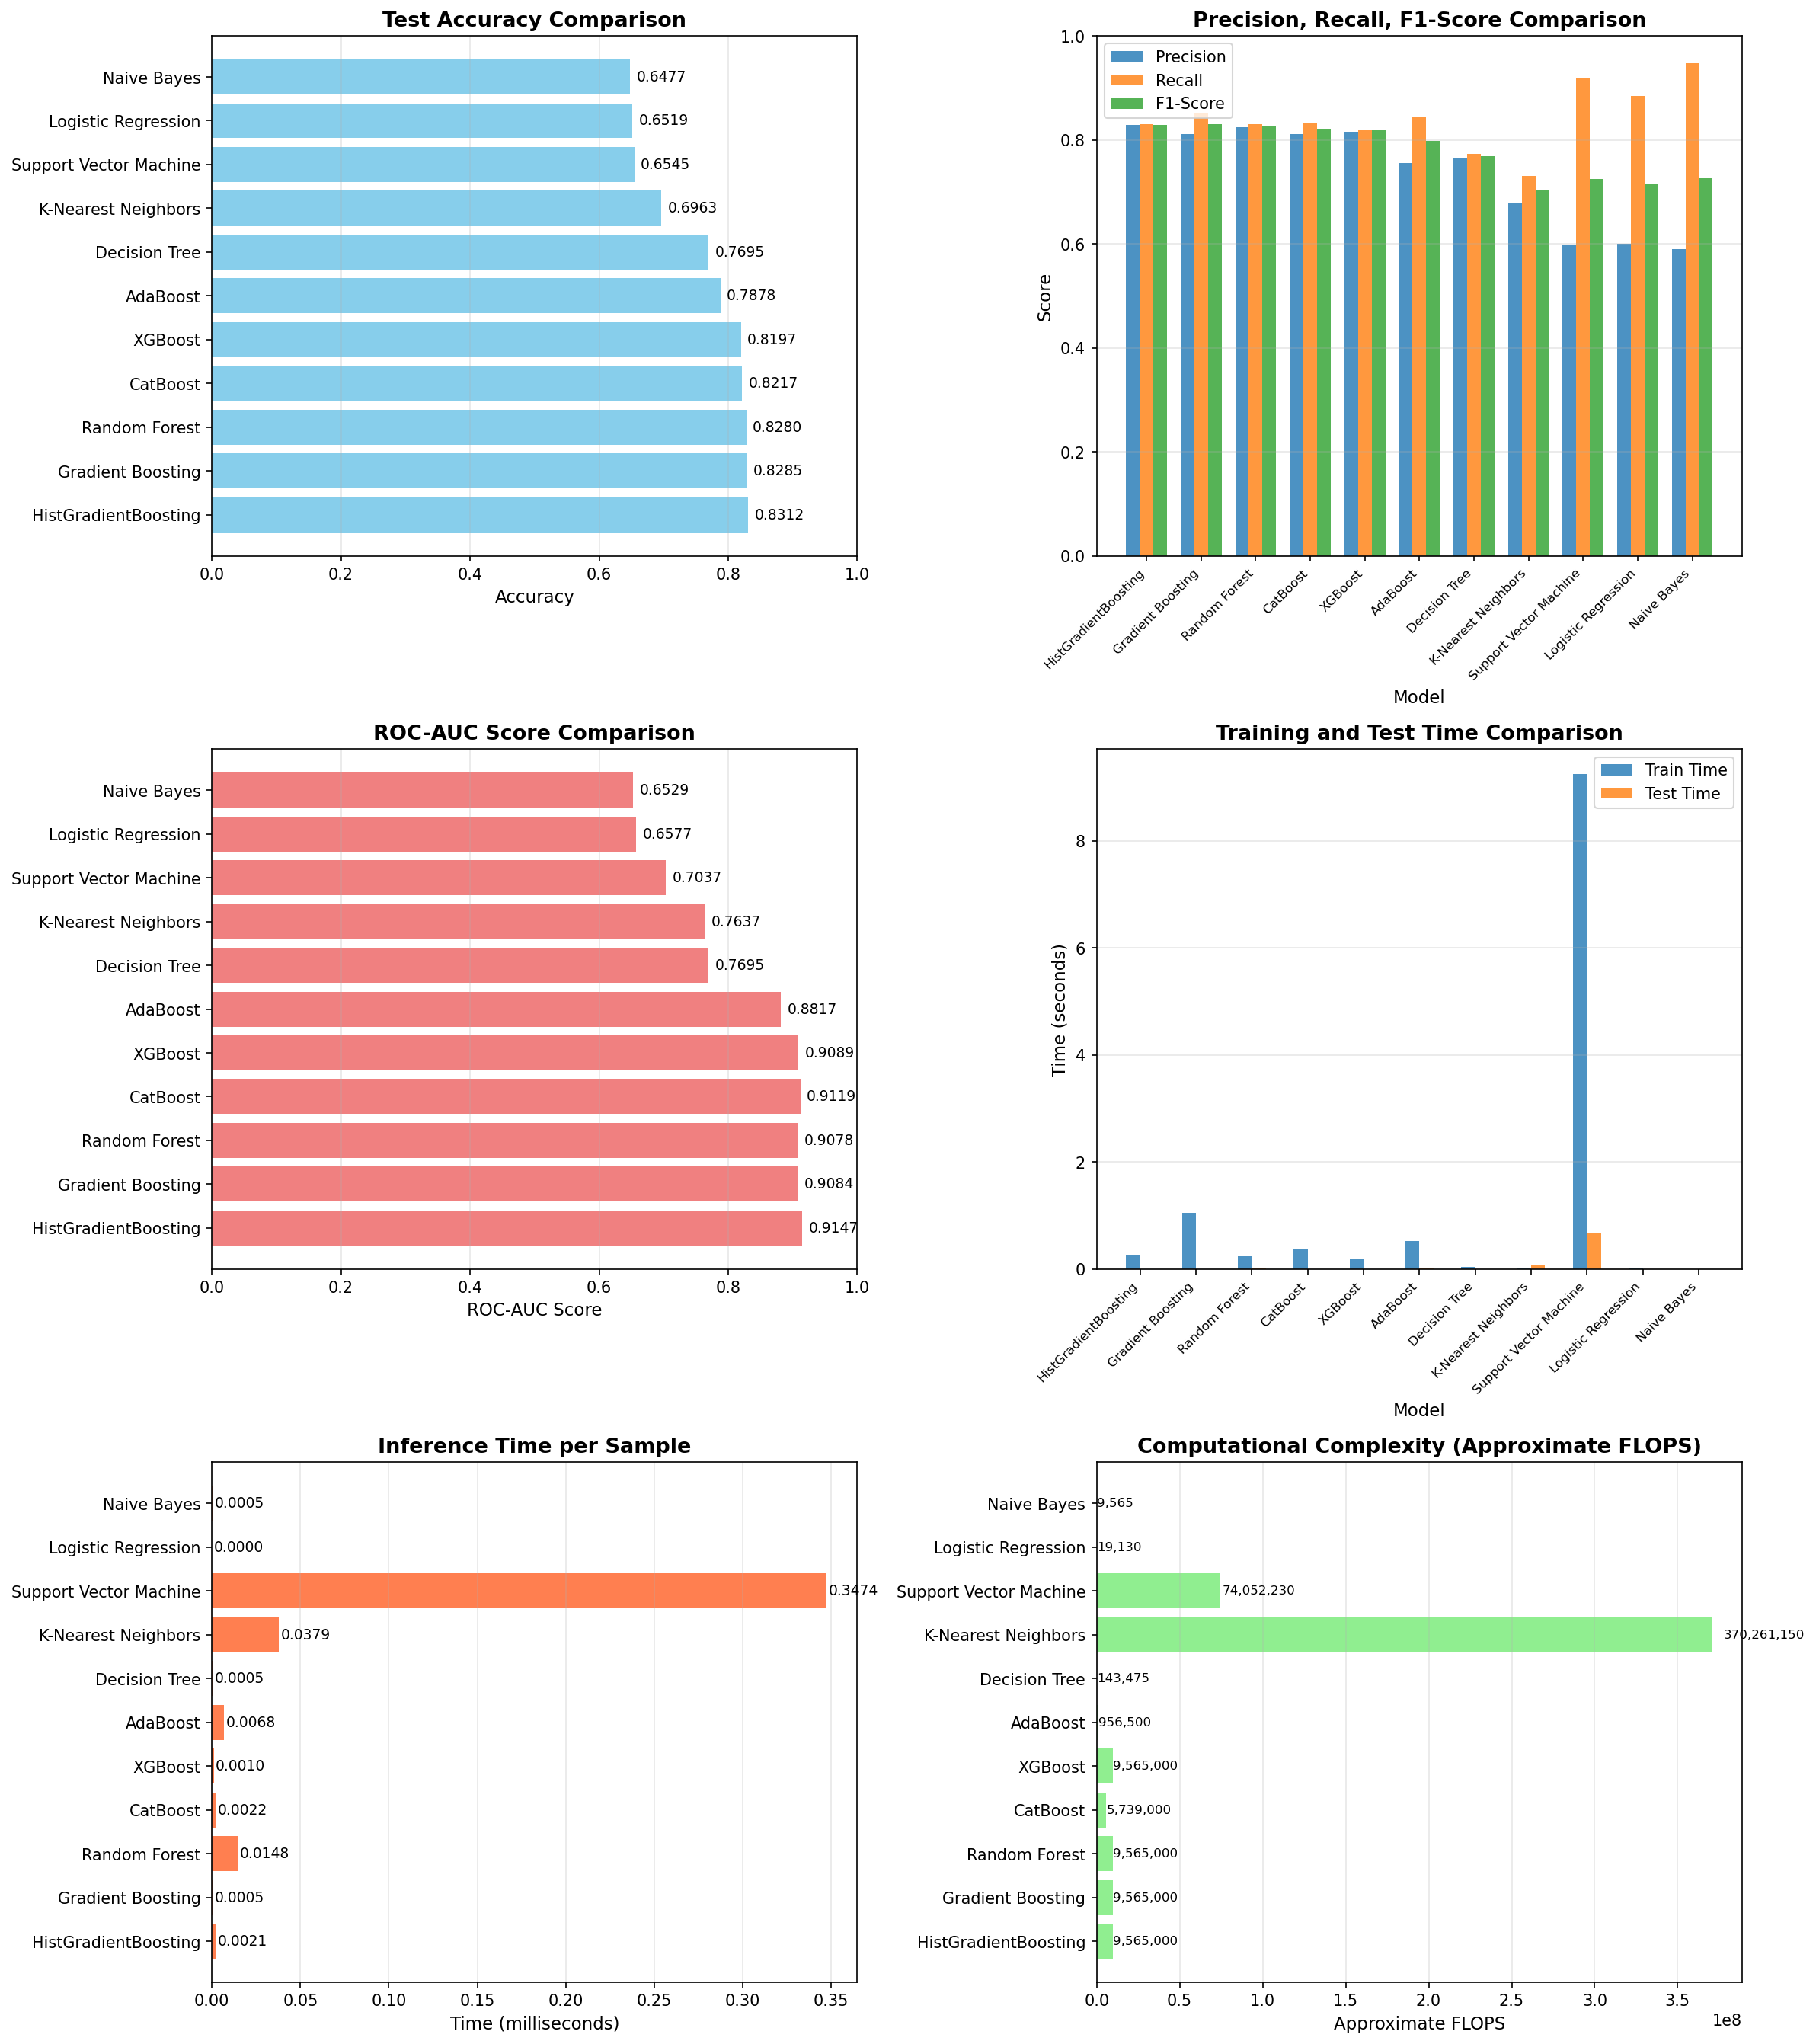 Test Accuracy Comparison
Naive Bayes 0.6477
Logistic Regression 0.6519
Support Vector Machine 0.6545
K-Nearest Neighbors 0.6963
Decision Tree 0.7695
AdaBoost 0.7878
XGBoost 0.8197
CatBoost 0.8217
Random Forest 0.8280
Gradient Boosting 0.8285
HistGradientBoosting 0.8312
0.0 0.2 0.4 0.6 0.8 1.0
Accuracy
Precision, Recall, F1-Score Comparison
Precision
Recall
F1-Score
1.0
0.8
0.6
0.4
0.2
0.0
Score
HistGradientBoosting
Gradient Boosting
Random Forest
CatBoost
XGBoost
AdaBoost
Decision Tree
K-Nearest Neighbors
Support Vector Machine
Logistic Regression
Naive Bayes
Model
ROC-AUC Score Comparison
Naive Bayes 0.6529
Logistic Regression 0.6577
Support Vector Machine 0.7037
K-Nearest Neighbors 0.7637
Decision Tree 0.7695
AdaBoost 0.8817
XGBoost 0.9089
CatBoost 0.9119
Random Forest 0.9078
Gradient Boosting 0.9084
HistGradientBoosting 0.9147
0.0 0.2 0.4 0.6 0.8 1.0
ROC-AUC Score
Training and Test Time Comparison
Train Time
Test Time
8
6
4
2
0
Time (seconds)
HistGradientBoosting
Gradient Boosting
Random Forest
CatBoost
XGBoost
AdaBoost
Decision Tree
K-Nearest Neighbors
Support Vector Machine
Logistic Regression
Naive Bayes
Model
Inference Time per Sample
Naive Bayes 0.0005
Logistic Regression 0.0000
Support Vector Machine 0.3474
K-Nearest Neighbors 0.0379
Decision Tree 0.0005
AdaBoost 0.0068
XGBoost 0.0010
CatBoost 0.0022
Random Forest 0.0148
Gradient Boosting 0.0005
HistGradientBoosting 0.0021
0.00 0.05 0.10 0.15 0.20 0.25 0.30 0.35
Time (milliseconds)
Computational Complexity (Approximate FLOPS)
Naive Bayes 9,565
Logistic Regression 19,130
Support Vector Machine 74,052,230
K-Nearest Neighbors 370,261,150
Decision Tree 143,475
AdaBoost 956,500
XGBoost 9,565,000
CatBoost 5,739,000
Random Forest 9,565,000
Gradient Boosting 9,565,000
HistGradientBoosting 9,565,000
0.0 0.5 1.0 1.5 2.0 2.5 3.0 3.5
1e8
Approximate FLOPS